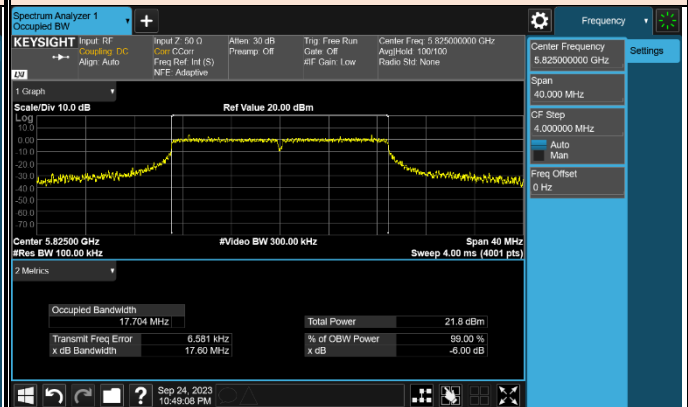 Spectrum Analyzer 1
Occupied BW
+
Frequency
KEYSIGHT Input: RF
Coupling: DC
Align: Auto
Input Z: 50 Ω
Corr CCorr
Freq Ref: Int (S)
NFE: Adaptive
Atten: 30 dB
Preamp: Off
Trig: Free Run
Gate: Off
#IF Gain: Low
Center Freq: 5.825000000 GHz
Avg|Hold: 100/100
Radio Std: None
LXI
Center Frequency
5.825000000 GHz
Settings
Span
40.000 MHz
CF Step
4.000000 MHz
Auto
Man
Freq Offset
0 Hz
1 Graph
Scale/Div 10.0 dB
Ref Value 20.00 dBm
Log
10.0
0.00
-10.0
-20.0
-30.0
-40.0
-50.0
-60.0
-70.0
Center 5.82500 GHz
#Video BW 300.00 kHz
Span 40 MHz
#Res BW 100.00 kHz
Sweep 4.00 ms (4001 pts)
2 Metrics
Occupied Bandwidth
17.704 MHz
Total Power 21.8 dBm
Transmit Freq Error 6.581 kHz
% of OBW Power 99.00 %
x dB Bandwidth 17.60 MHz
x dB -6.00 dB
?
Sep 24, 2023
10:49:08 PM